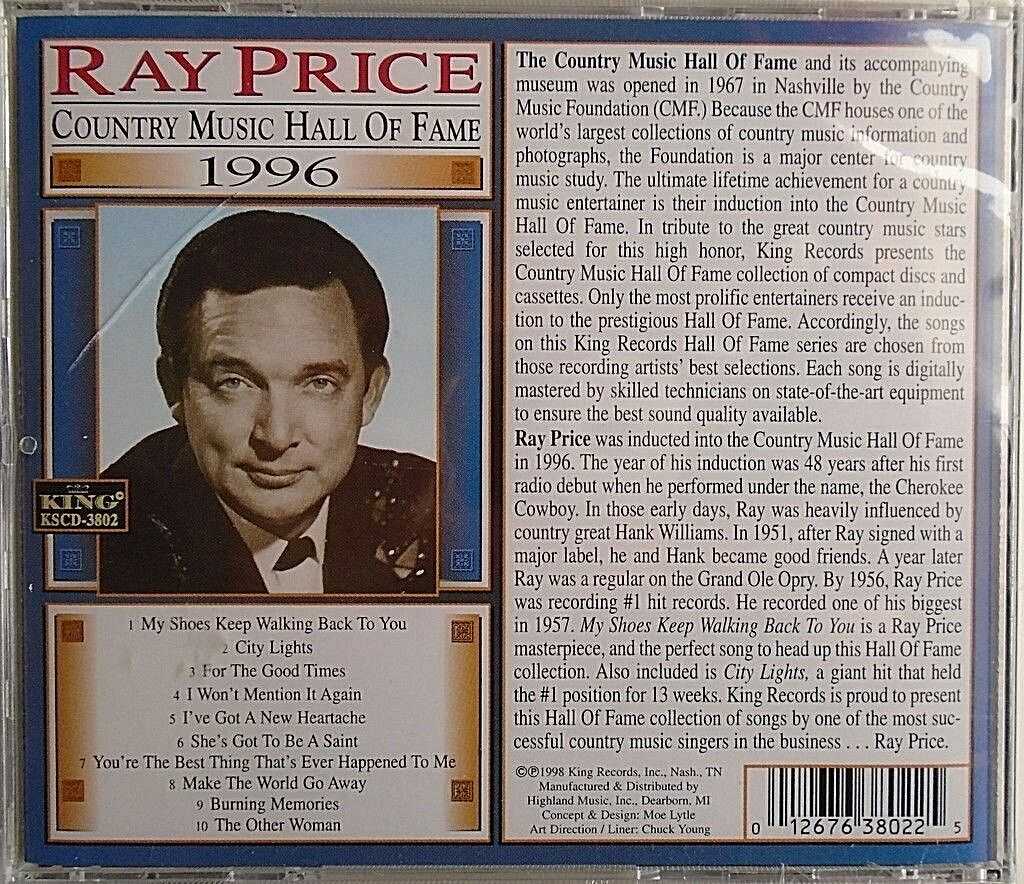 RAY PRICE
COUNTRY MUSIC HALL OF FAME
1996
KING
KSCD-3802
1 My Shoes Keep Walking Back To You
2 City Lights
3 For The Good Times
4 I Won't Mention It Again
5 I've Got A New Heartache
6 She's Got To Be A Saint
7 You're The Best Thing That's Ever Happened To Me
8 Make The World Go Away
9 Burning Memories
10 The Other Woman
The Country Music Hall Of Fame and its accompanying
museum was opened in 1967 in Nashville by the Country
Music Foundation (CMF.) Because the CMF houses one of the
world's largest collections of country music information and
photographs, the Foundation is a major center for country
music study. The ultimate lifetime achievement for a country
music entertainer is their induction into the Country Music
Hall Of Fame. In tribute to the great country music stars
selected for this high honor, King Records presents the
Country Music Hall Of Fame collection of compact discs and
cassettes. Only the most prolific entertainers receive an induc-
tion to the prestigious Hall Of Fame. Accordingly, the songs
on this King Records Hall Of Fame series are chosen from
those recording artists' best selections. Each song is digitally
mastered by skilled technicians on state-of-the-art equipment
to ensure the best sound quality available.
Ray Price was inducted into the Country Music Hall Of Fame
in 1996. The year of his induction was 48 years after his first
radio debut when he performed under the name, the Cherokee
Cowboy. In those early days, Ray was heavily influenced by
country great Hank Williams. In 1951, after Ray signed with a
major label, he and Hank became good friends. A year later
Ray was a regular on the Grand Ole Opry. By 1956, Ray Price
was recording #1 hit records. He recorded one of his biggest
in 1957. My Shoes Keep Walking Back To You is a Ray Price
masterpiece, and the perfect song to head up this Hall Of Fame
collection. Also included is City Lights, a giant hit that held
the #1 position for 13 weeks. King Records is proud to present
this Hall Of Fame collection of songs by one of the most suc-
cessful country music singers in the business . . . Ray Price.
©℗1998 King Records, Inc., Nash., TN
Manufactured & Distributed by
Highland Music, Inc., Dearborn, MI
Concept & Design: Moe Lytle
Art Direction / Liner: Chuck Young
0 12676 38022 5